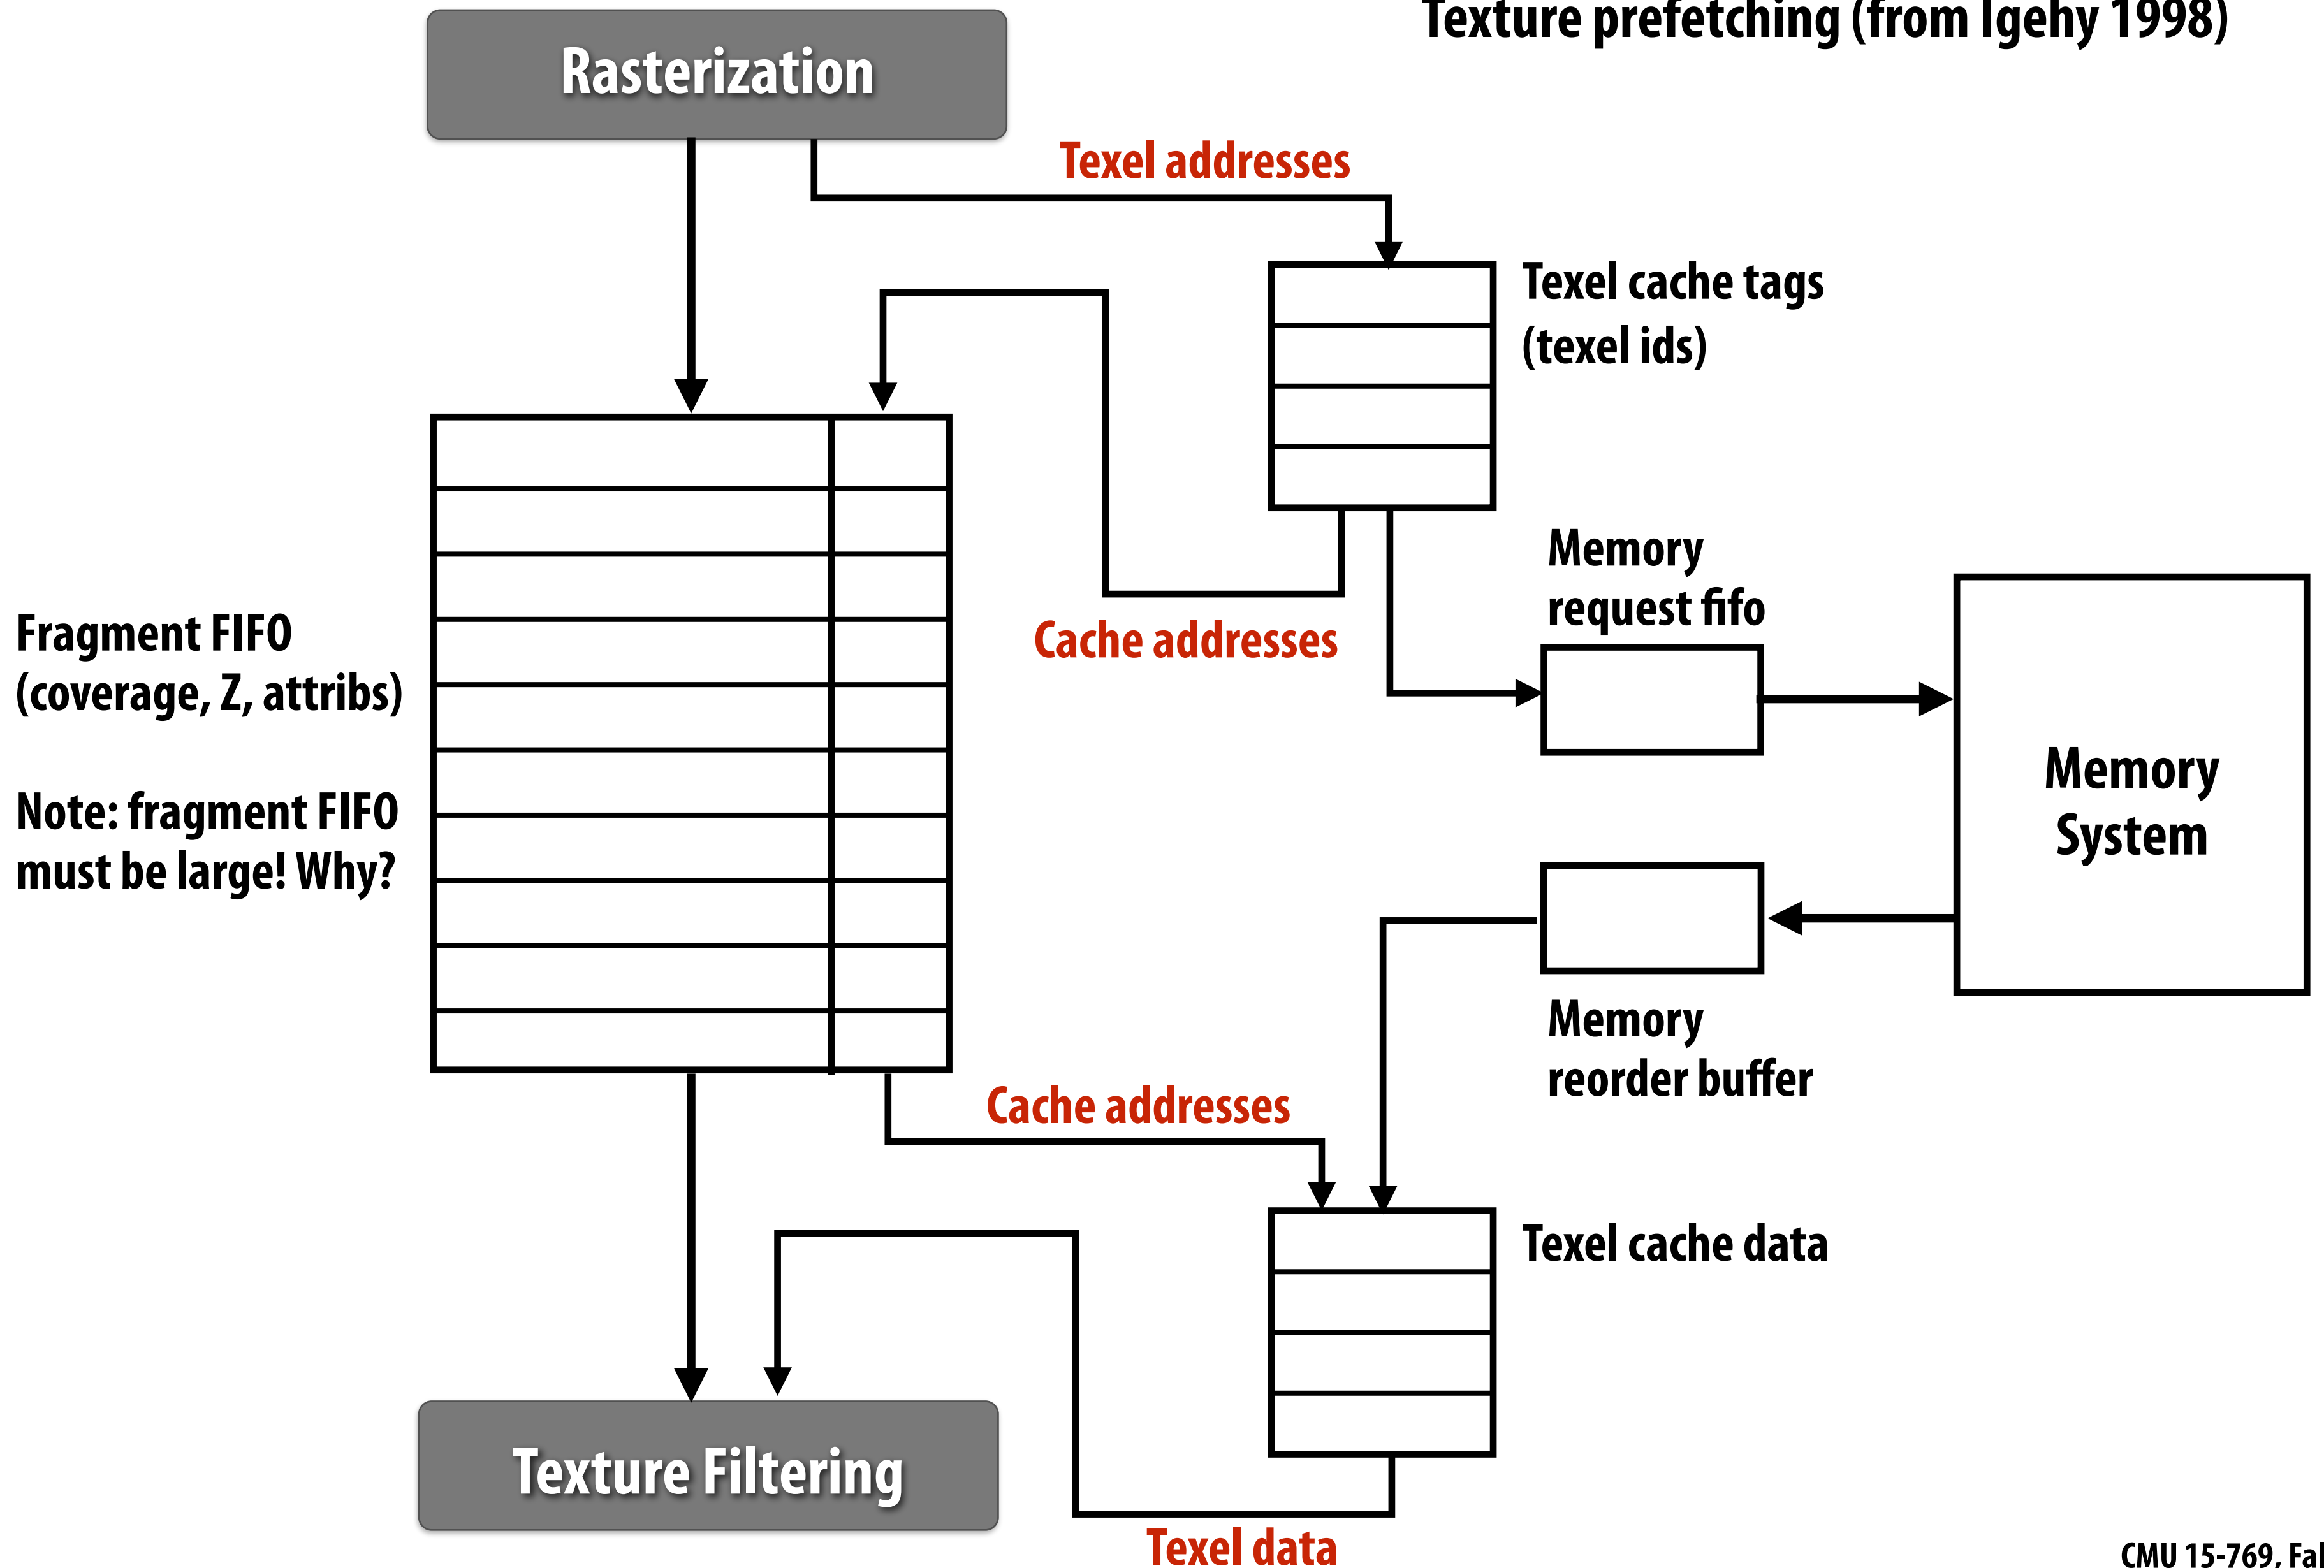 Texture prefetching (from Igehy 1998)
Rasterization
Texel addresses
Texel cache tags
(texel ids)
Memory
request fifo
Cache addresses
Fragment FIFO
(coverage, Z, attribs)
Note: fragment FIFO
must be large! Why?
Memory
System
Memory
reorder buffer
Cache addresses
Texel cache data
Texture Filtering
Texel data
CMU 15-769,